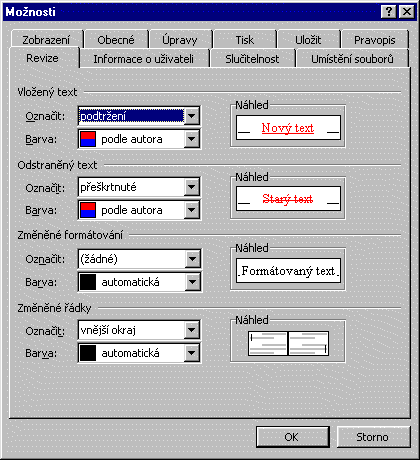 Možnosti
Zobrazení Obecné Úpravy Tisk Uložit Pravopis
Revize Informace o uživateli Slučitelnost Umístění souborů
Vložený text
Označit: podtržení
Barva: podle autora
Náhled
Nový text
Odstraněný text
Označit: přeškrtnuté
Barva: podle autora
Náhled
Starý text
Změněné formátování
Označit: (žádné)
Barva: automatická
Náhled
Formátovaný text
Změněné řádky
Označit: vnější okraj
Barva: automatická
Náhled
OK Storno